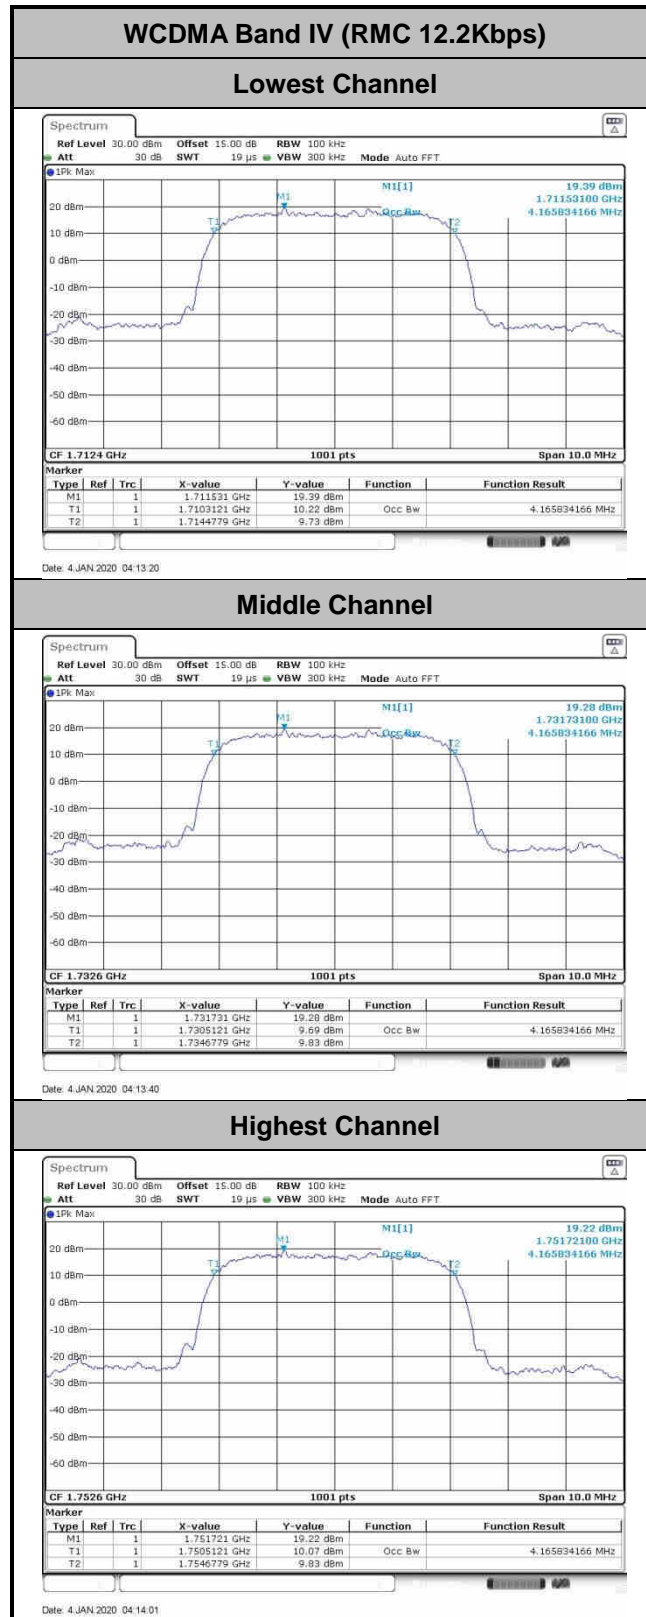 WCDMA Band IV (RMC 12.2Kbps)
Lowest Channel
Spectrum
Ref Level 30.00 dBm Offset 15.00 dB RBW 100 kHz
Att 30 dB SWT 19 µs VBW 300 kHz Mode Auto FFT
1Pk Max
M1[1] 19.39 dBm
1.71153100 GHz
Occ Bw 4.165834166 MHz
M1
T1
T2
20 dBm
10 dBm
0 dBm
-10 dBm
-20 dBm
-30 dBm
-40 dBm
-50 dBm
-60 dBm
CF 1.7124 GHz 1001 pts Span 10.0 MHz
Marker
Type Ref Trc X-value Y-value Function Function Result
M1 1 1.711531 GHz 19.39 dBm
T1 1 1.7103121 GHz 10.22 dBm Occ Bw 4.165834166 MHz
T2 1 1.7144779 GHz 9.73 dBm
Date: 4.JAN.2020 04:13:20
Middle Channel
Spectrum
Ref Level 30.00 dBm Offset 15.00 dB RBW 100 kHz
Att 30 dB SWT 19 µs VBW 300 kHz Mode Auto FFT
1Pk Max
M1[1] 19.28 dBm
1.73173100 GHz
Occ Bw 4.165834166 MHz
M1
T1
T2
20 dBm
10 dBm
0 dBm
-10 dBm
-20 dBm
-30 dBm
-40 dBm
-50 dBm
-60 dBm
CF 1.7326 GHz 1001 pts Span 10.0 MHz
Marker
Type Ref Trc X-value Y-value Function Function Result
M1 1 1.731731 GHz 19.28 dBm
T1 1 1.7305121 GHz 9.69 dBm Occ Bw 4.165834166 MHz
T2 1 1.7346779 GHz 9.83 dBm
Date: 4.JAN.2020 04:13:40
Highest Channel
Spectrum
Ref Level 30.00 dBm Offset 15.00 dB RBW 100 kHz
Att 30 dB SWT 19 µs VBW 300 kHz Mode Auto FFT
1Pk Max
M1[1] 19.22 dBm
1.75172100 GHz
Occ Bw 4.165834166 MHz
M1
T1
T2
20 dBm
10 dBm
0 dBm
-10 dBm
-20 dBm
-30 dBm
-40 dBm
-50 dBm
-60 dBm
CF 1.7526 GHz 1001 pts Span 10.0 MHz
Marker
Type Ref Trc X-value Y-value Function Function Result
M1 1 1.751721 GHz 19.22 dBm
T1 1 1.7505121 GHz 10.07 dBm Occ Bw 4.165834166 MHz
T2 1 1.7546779 GHz 9.83 dBm
Date: 4.JAN.2020 04:14:01